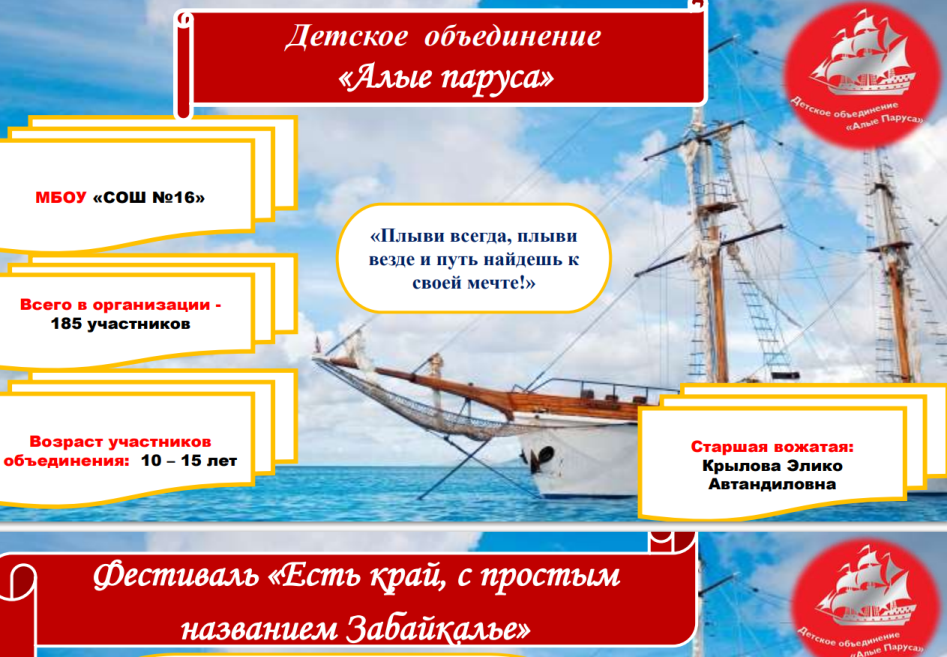 Детское объединение
«Алые паруса»
Детское объединение
«Алые Паруса»
МБОУ «СОШ №16»
«Плыви всегда, плыви
везде и путь найдешь к
своей мечте!»
Всего в организации -
185 участников
Возраст участников
объединения: 10 – 15 лет
Старшая вожатая:
Крылова Элико
Автандиловна
Фестиваль «Есть край, с простым
названием Забайкалье»
Детское объединение
«Алые Паруса»